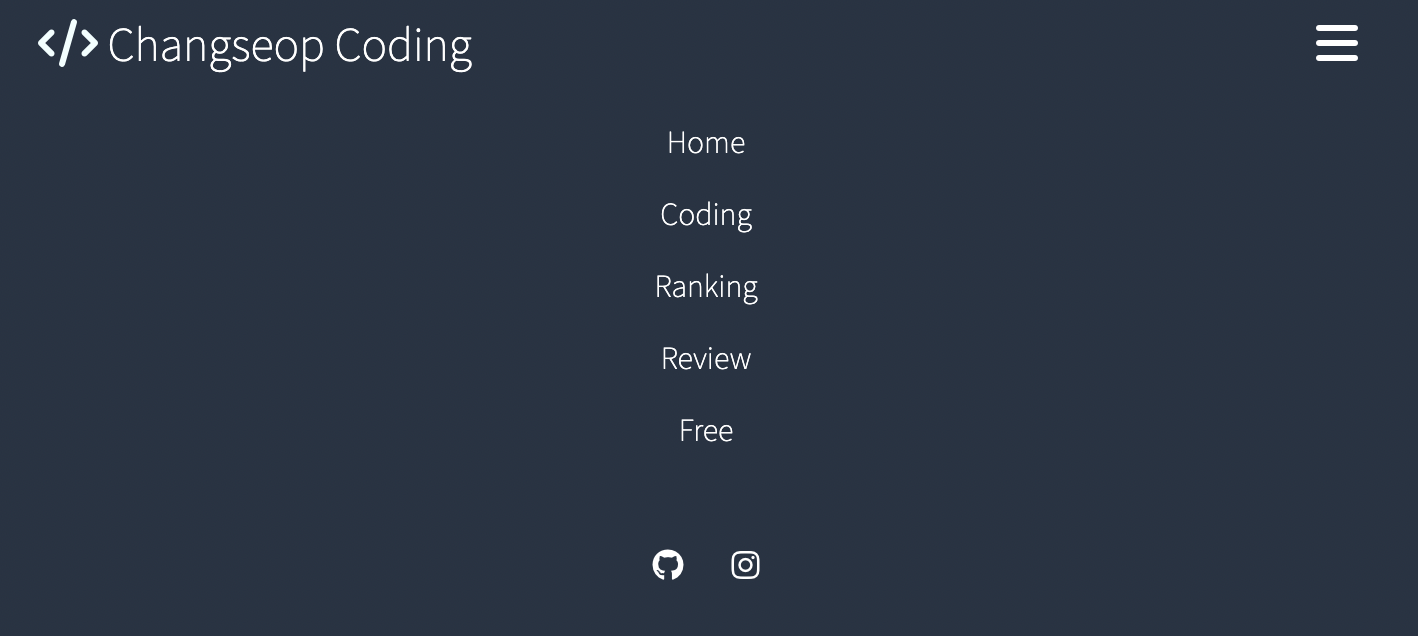 Changseop Coding
Home
Coding
Ranking
Review
Free